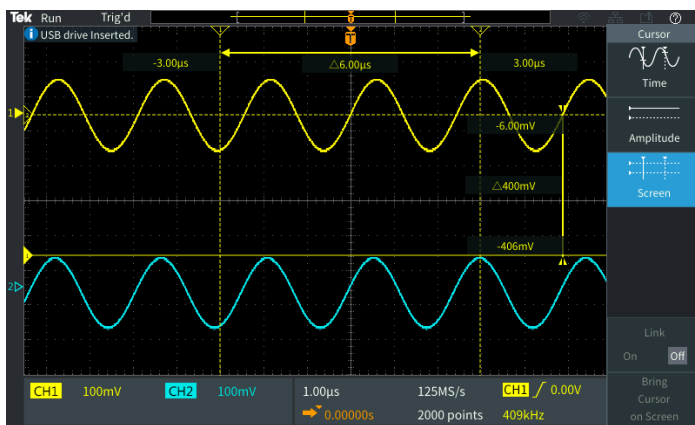 Tek Run Trig'd
T
i USB drive Inserted.
T
Cursor
-3.00µs △6.00µs 3.00µs
Time
1
-6.00mV
Amplitude
△400mV
Screen
-406mV
2
Link
On Off
CH1 100mV CH2 100mV 1.00µs 125MS/s CH1 0.00V
0.00000s 2000 points 409kHz
Bring
Cursor
on Screen